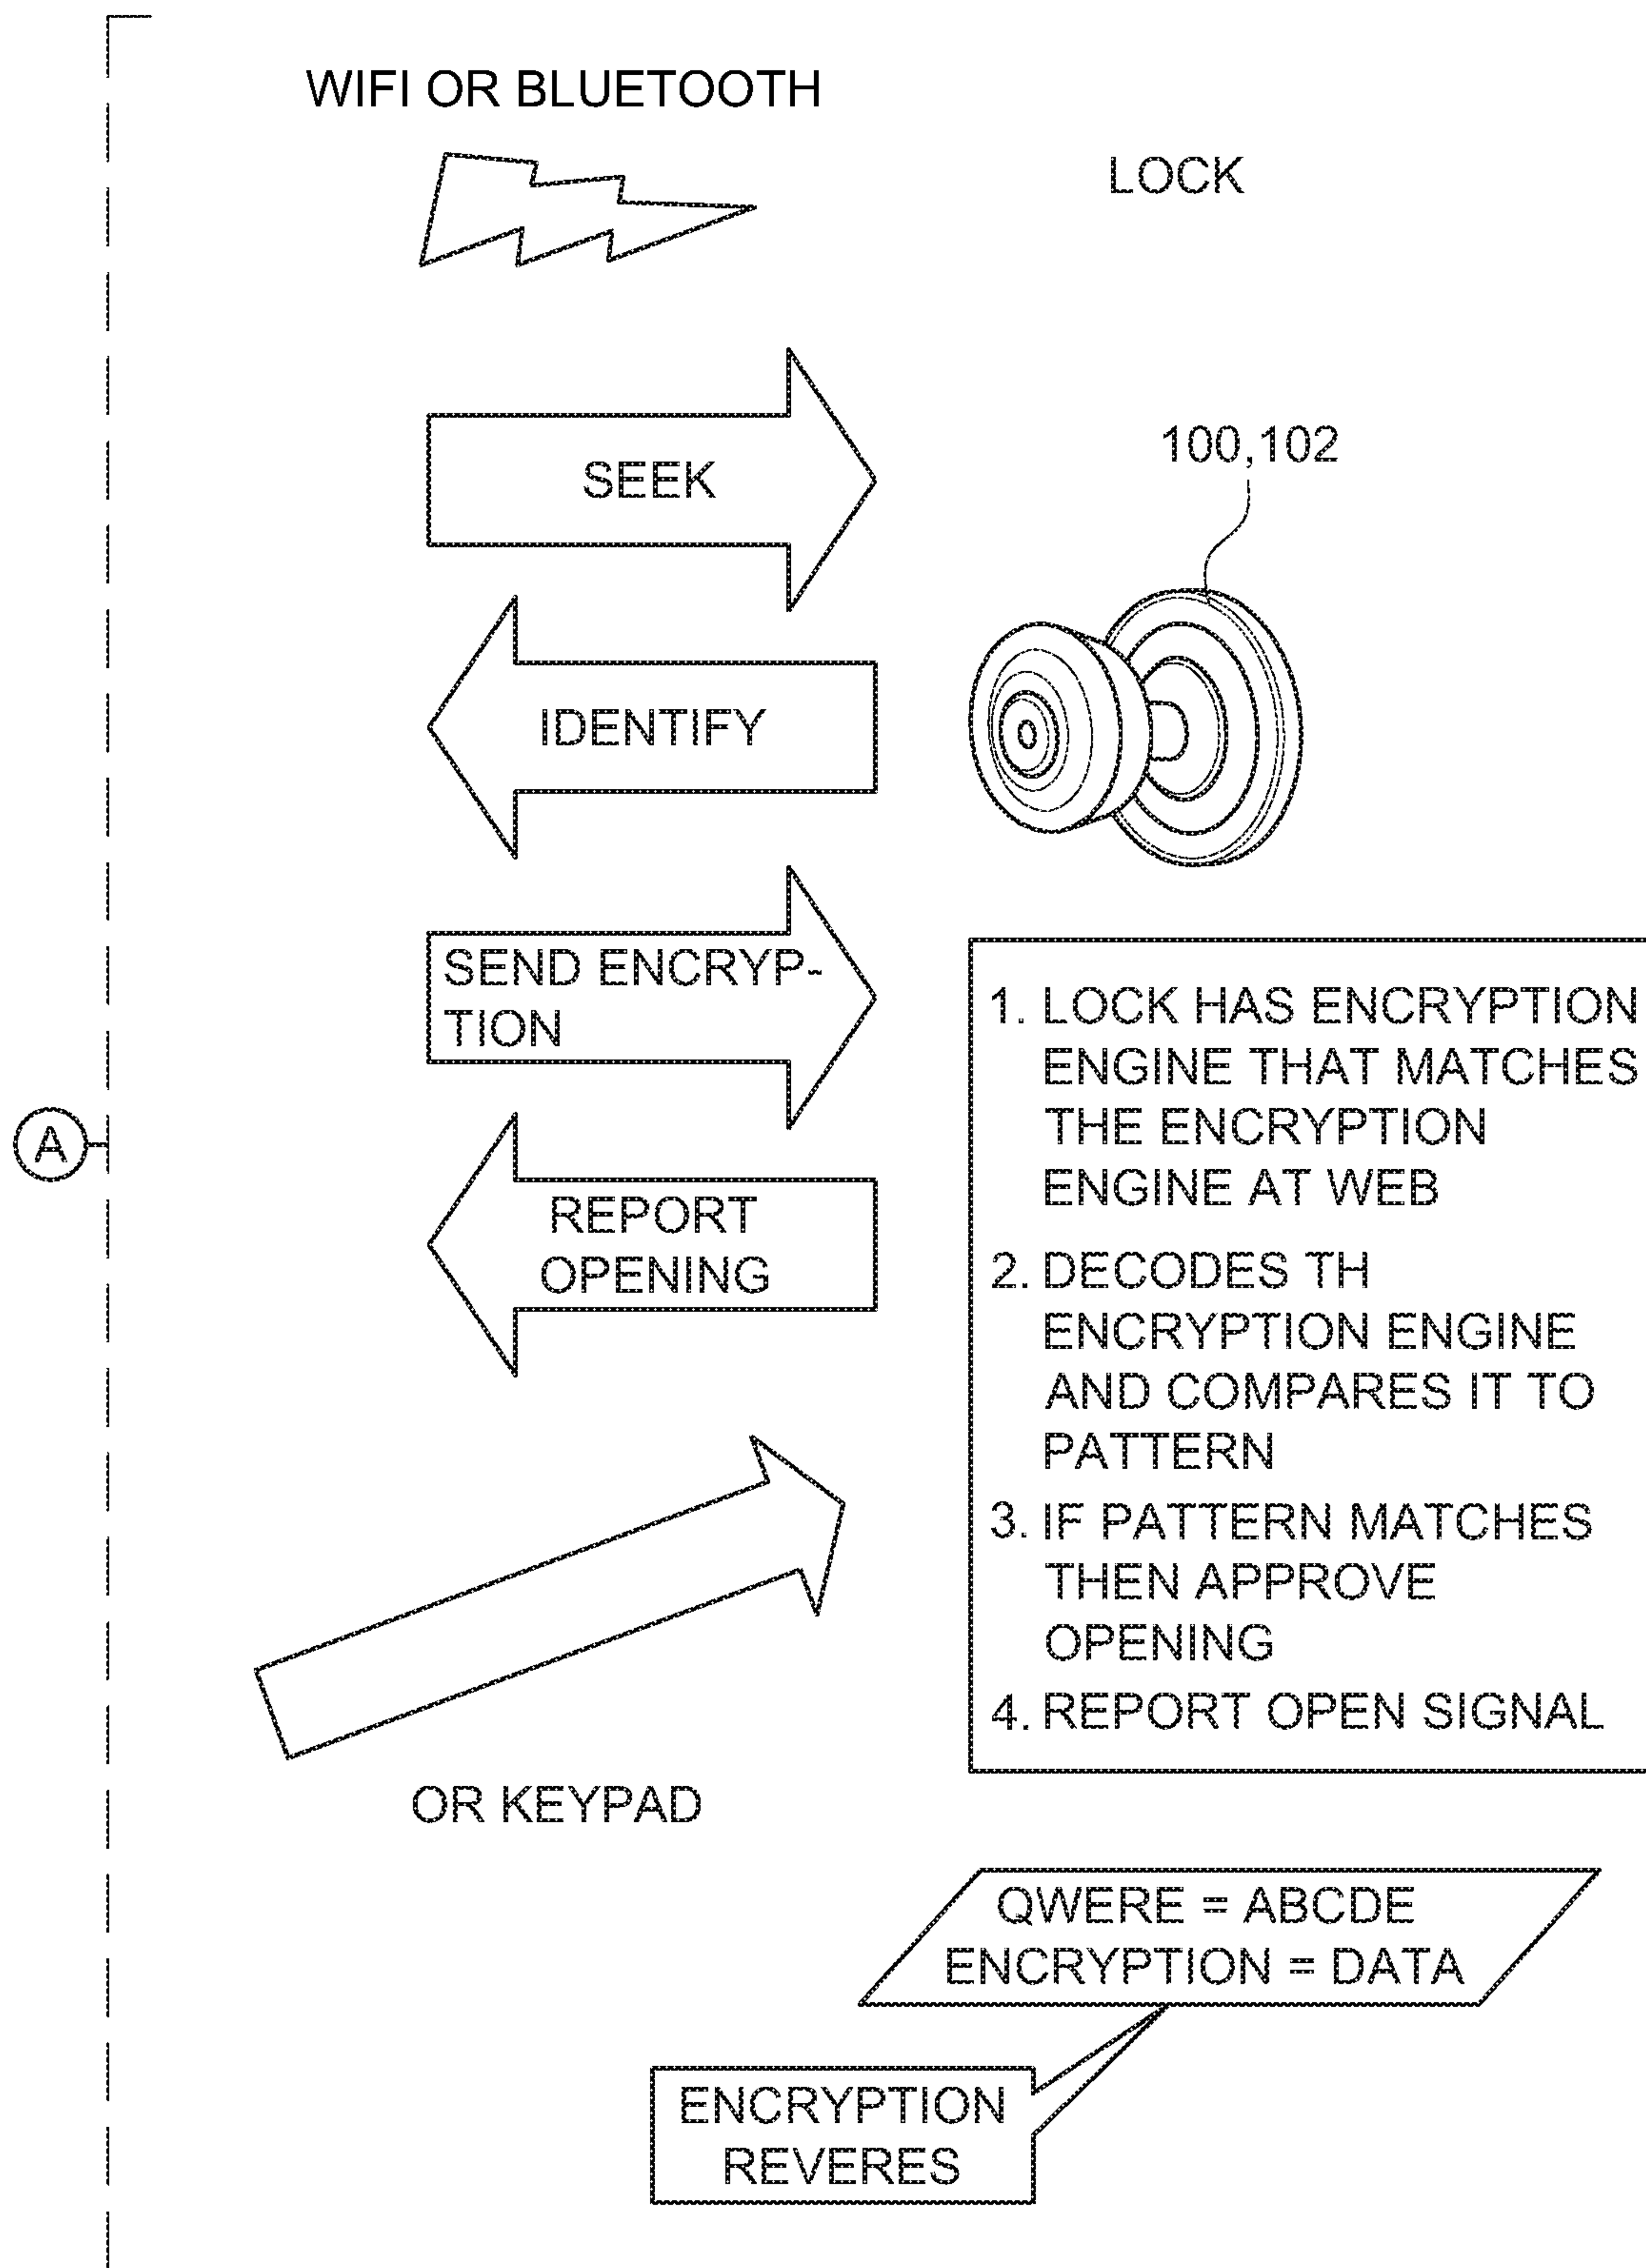 WIFI OR BLUETOOTH
LOCK
SEEK
100,102
IDENTIFY
SEND ENCRYP-
TION
A
REPORT
OPENING
1. LOCK HAS ENCRYPTION
ENGINE THAT MATCHES
THE ENCRYPTION
ENGINE AT WEB
2. DECODES TH
ENCRYPTION ENGINE
AND COMPARES IT TO
PATTERN
3. IF PATTERN MATCHES
THEN APPROVE
OPENING
4. REPORT OPEN SIGNAL
OR KEYPAD
QWERE = ABCDE
ENCRYPTION = DATA
ENCRYPTION
REVERES